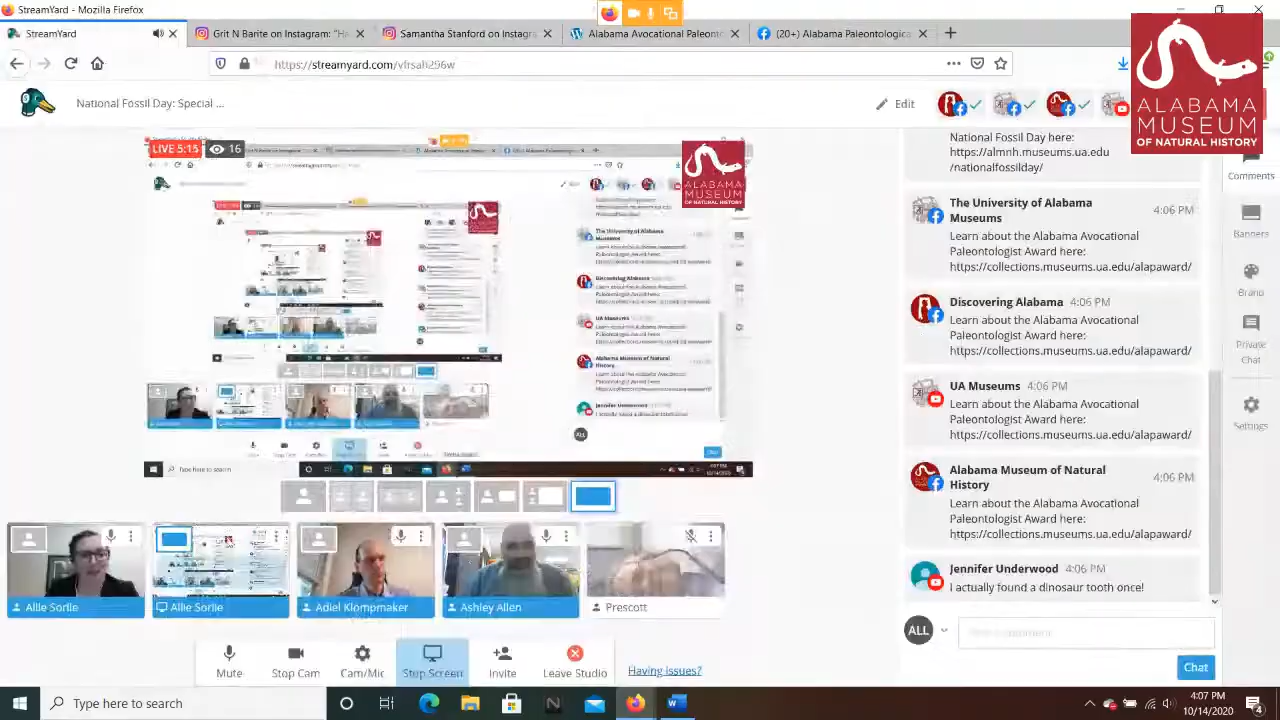 StreamYard - Mozilla Firefox
StreamYard
Grit N Barite on Instagram: "H
Samantha Stanford on Instagr
Alabama Avocational Paleont
(20+) Alabama Paleontologica
https://streamyard.com/
National Fossil Day: Special ...
Edit
ALABAMA
MUSEUM
OF NATURAL HISTORY
LIVE 5:15
16
ALABAMA
MUSEUM
OF NATURAL HISTORY
National Fossil Day here:
https://almnh.museums.ua.edu
/nationalfossilday/
Comments
The University of Alabama
Museums
4:06 PM
Learn about the Alabama Avocational
Paleontologist Award here:
https://collections.museums.ua.edu/alapaward/
Banners
Brand
Discovering Alabama 4:06 PM
Learn about the Alabama Avocational
Paleontologist Award here:
https://collections.museums.ua.edu/alapaward/
Private
Chat
UA Museums 4:06 PM
Learn about the Alabama Avocational
Paleontologist Award here:
https://collections.museums.ua.edu/alapaward/
Settings
Alabama Museum of Natural
History
4:06 PM
Learn about the Alabama Avocational
Paleontologist Award here:
https://collections.museums.ua.edu/alapaward/
Jennifer Underwood 4:06 PM
I actually found a dinosaur tooth once!
Allie Sorlie
Allie Sorlie
Adiel Klompmaker
Ashley Allen
Prescott
ALL
Chat
Mute
Stop Cam
Cam/Mic
Stop Screen
Invite
Leave Studio
Having issues?
Type here to search
4:07 PM
10/14/2020
4